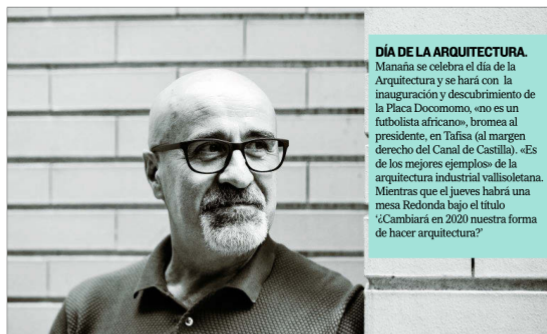 DÍA DE LA ARQUITECTURA.
Manaña se celebra el día de la
Arquitectura y se hará con la
inauguración y descubrimiento de
la Placa Docomomo, «no es un
futbolista africano», bromea al
presidente, en Tafisa (al margen
derecho del Canal de Castilla). «Es
de los mejores ejemplos» de la
arquitectura industrial vallisoletana.
Mientras que el jueves habrá una
mesa Redonda bajo el título
‘¿Cambiará en 2020 nuestra forma
de hacer arquitectura?’